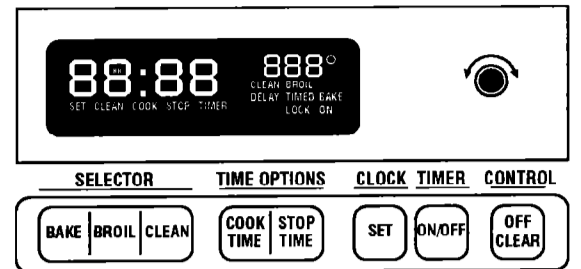 88:88 888°
HR
CLEAN BROIL
DELAY TIMED BAKE
SET CLEAN COOK STOP TIMER
LOCK ON
SELECTOR TIME OPTIONS CLOCK TIMER CONTROL
BAKE BROIL CLEAN COOK TIME STOP TIME SET ON/OFF OFF CLEAR